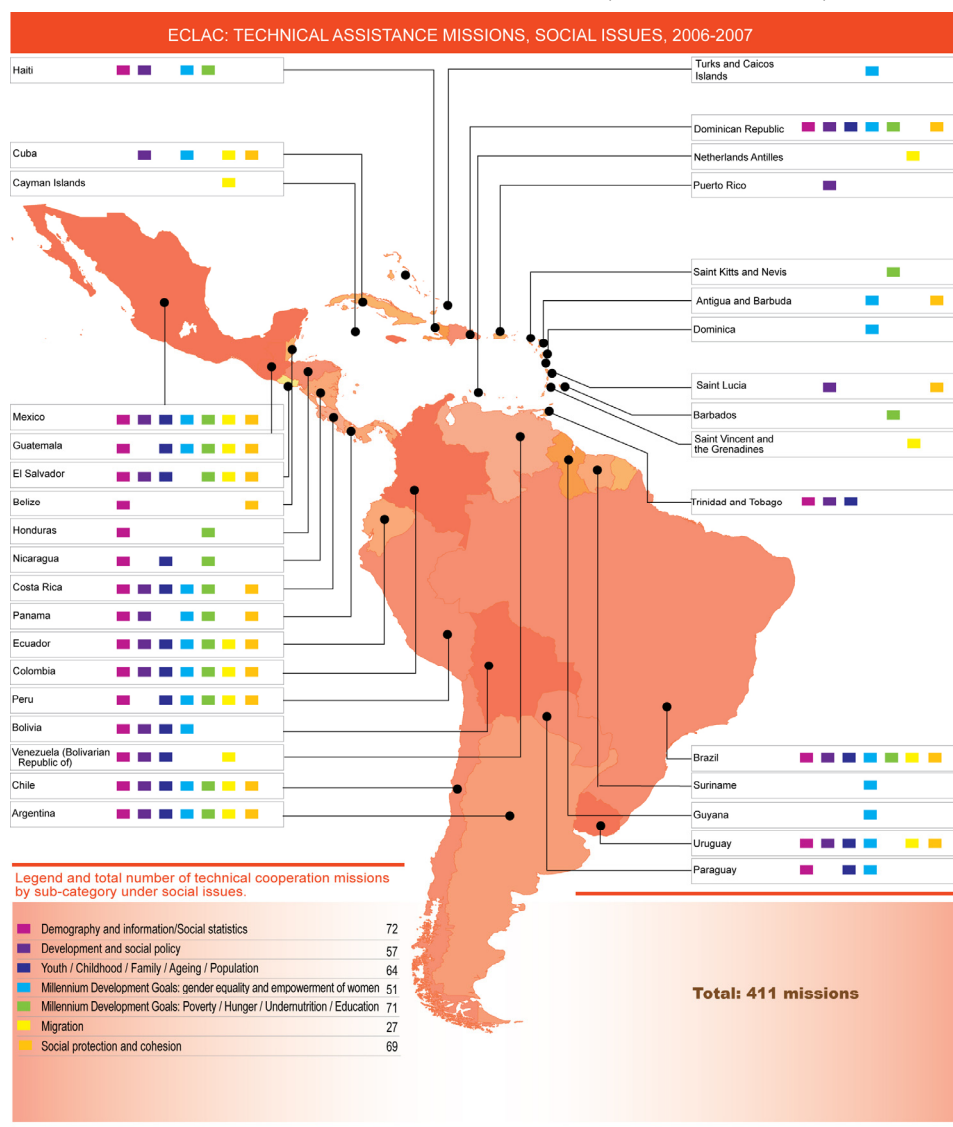 ECLAC: TECHNICAL ASSISTANCE MISSIONS, SOCIAL ISSUES, 2006-2007
Haiti
Cuba
Cayman Islands
Turks and Caicos
Islands
Dominican Republic
Netherlands Antilles
Puerto Rico
Saint Kitts and Nevis
Antigua and Barbuda
Dominica
Saint Lucia
Barbados
Saint Vincent and
the Grenadines
Trinidad and Tobago
Mexico
Guatemala
El Salvador
Belize
Honduras
Nicaragua
Costa Rica
Panama
Ecuador
Colombia
Peru
Bolivia
Venezuela (Bolivarian
Republic of)
Chile
Argentina
Brazil
Suriname
Guyana
Uruguay
Paraguay
Legend and total number of technical cooperation missions
by sub-category under social issues.
Demography and information/Social statistics 72
Development and social policy 57
Youth / Childhood / Family / Ageing / Population 64
Millennium Development Goals: gender equality and empowerment of women 51
Millennium Development Goals: Poverty / Hunger / Undernutrition / Education 71
Migration 27
Social protection and cohesion 69
Total: 411 missions